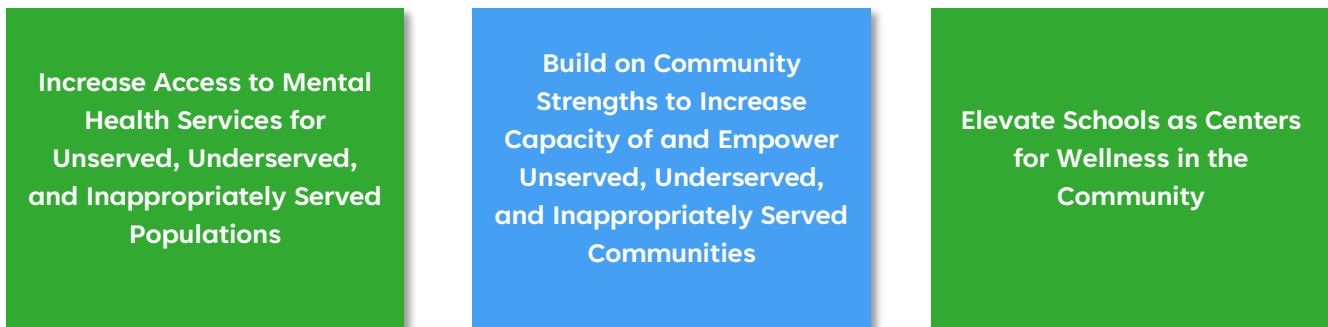 Increase Access to Mental
Health Services for
Unserved, Underserved,
and Inappropriately Served
Populations
Build on Community
Strengths to Increase
Capacity of and Empower
Unserved, Underserved,
and Inappropriately Served
Communities
Elevate Schools as Centers
for Wellness in the
Community